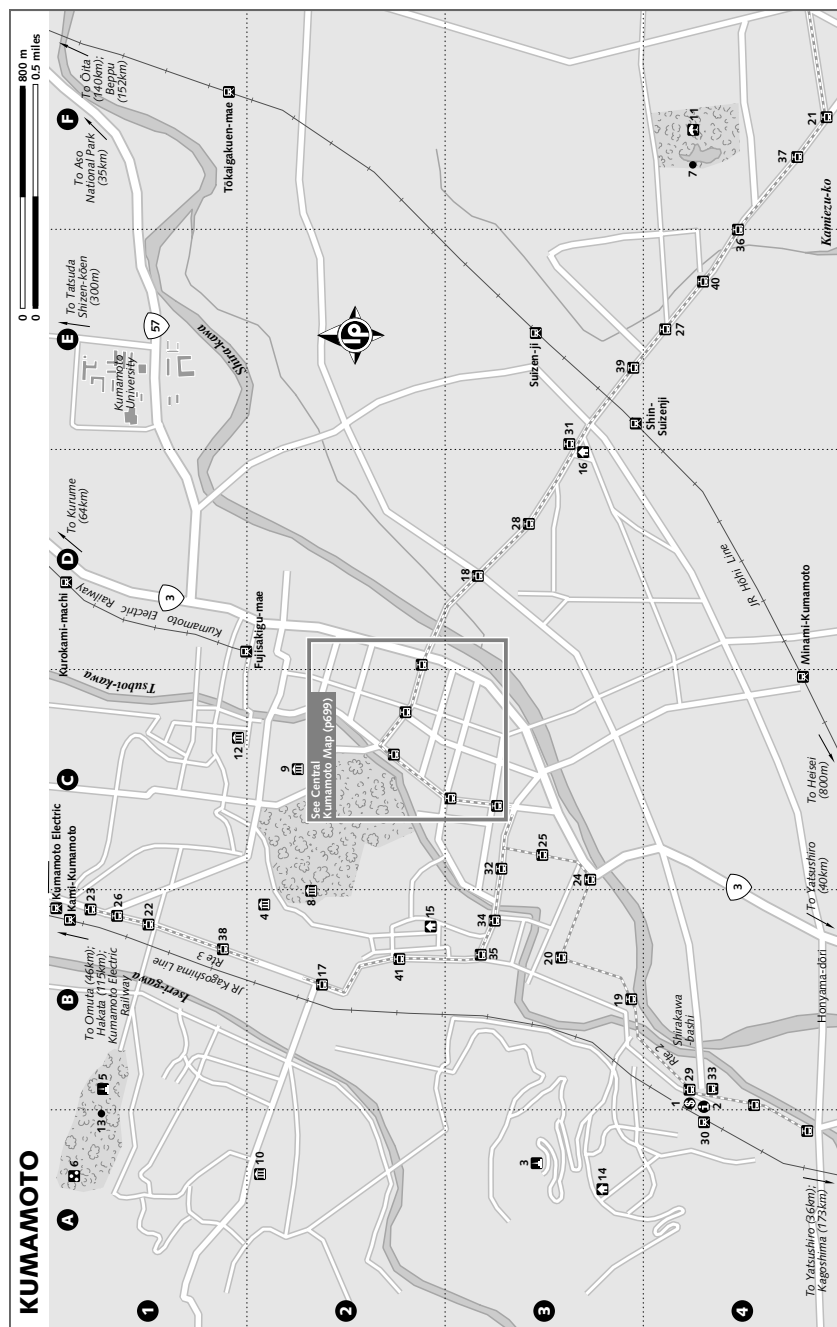 KUMAMOTO
0
800 m
0
0.5 miles
A
B
C
D
E
F
1
2
3
4
To Omuta (46km);
Hakata (115km);
Kumamoto Electric
Railway
Kumamoto Electric
Kami-Kumamoto
Tsuboi-kawa
Kurokami-machi
Kumamoto Electric Railway
3
To Kurume
(64km)
Kumamoto
University
To Tatsuda
Shizen-kōen
(300m)
57
To Aso
National Park
(35km)
To Ōita
(140km);
Beppu
(152km)
Iseri-gawa
Rte 3
JR Kagoshima Line
Fujisakigu-mae
Shira-kawa
Tōkaigakuen-mae
6
13
5
23
26
22
38
10
4
8
12
9
17
See Central
Kumamoto Map (p699)
lp
15
41
35
34
32
25
24
20
19
18
28
31
16
39
Suizen-ji
Shin-
Suizenji
3
14
Rte 2
Shirakawa
-bashi
1
29
$
i
30
2
33
27
40
36
7
11
37
21
Kamiezu-ko
JR Hōhi Line
Minami-Kumamoto
3
To Yatsushiro (36km);
Kagoshima (173km)
Honyama-dōri
To Yatsushiro
(40km)
To Heisei
(800m)